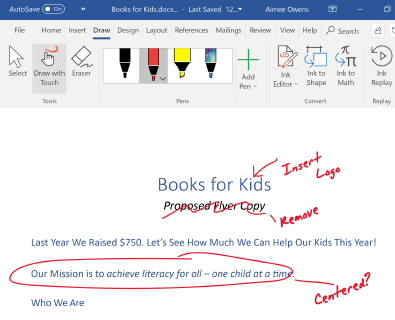 AutoSave On Books for Kids.docx... - Last Saved 12... Aimee Owens
File Home Insert Draw Design Layout References Mailings Review View Help Search
Select Draw with Touch Eraser Add Pen Ink Editor Ink to Shape Ink to Math Ink Replay
Tools Pens Convert Replay
Insert Logo
Books for Kids
Proposed Flyer Copy
Remove
Last Year We Raised $750. Let's See How Much We Can Help Our Kids This Year!
Our Mission is to achieve literacy for all – one child at a time.
Centered?
Who We Are